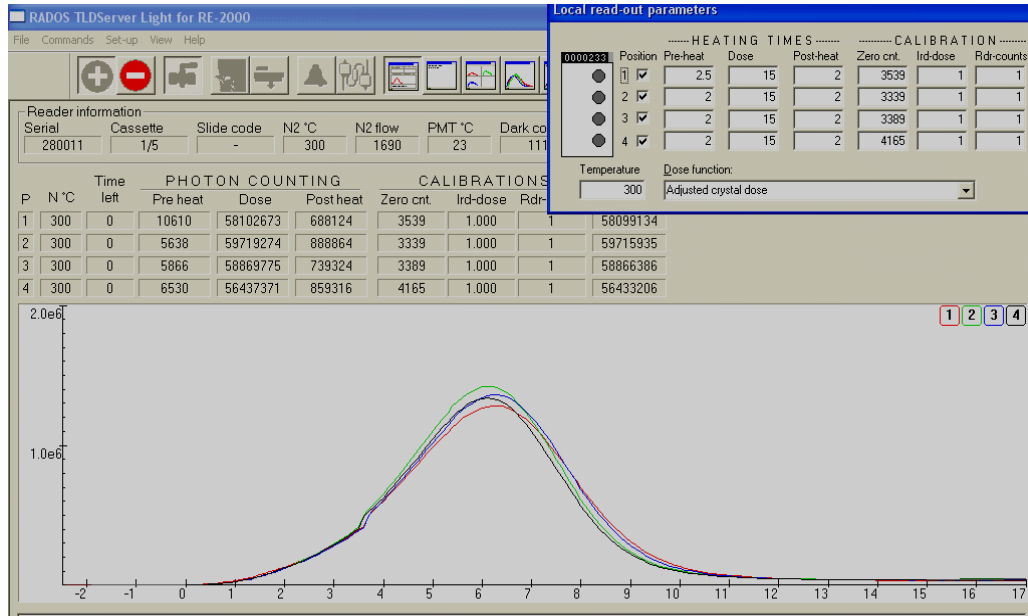 RADOS TLDServer Light for RE-2000
File Commands Set-up View Help
Local read-out parameters
HEATING TIMES CALIBRATION
0000233 Position Pre-heat Dose Post-heat Zero cnt. Ird-dose Rdr-counts
1 2.5 15 2 3539 1 1
2 2 15 2 3339 1 1
3 2 15 2 3389 1 1
4 2 15 2 4165 1 1
Temperature Dose function:
300 Adjusted crystal dose
Reader information
Serial Cassette Slide code N2 °C N2 flow PMT °C Dark co
280011 1/5 - 300 1690 23 111
Time PHOTON COUNTING CALIBRATIONS
P N °C left Pre heat Dose Post heat Zero cnt. Ird-dose Rdr-
1 300 0 10610 58102673 688124 3539 1.000 1 58099134
2 300 0 5638 59719274 888864 3339 1.000 1 59715935
3 300 0 5866 58869775 739324 3389 1.000 1 58866386
4 300 0 6530 56437371 859316 4165 1.000 1 56433206
2.0e6 1 2 3 4
1.0e6
-2 -1 0 1 2 3 4 5 6 7 8 9 10 11 12 13 14 15 16 17